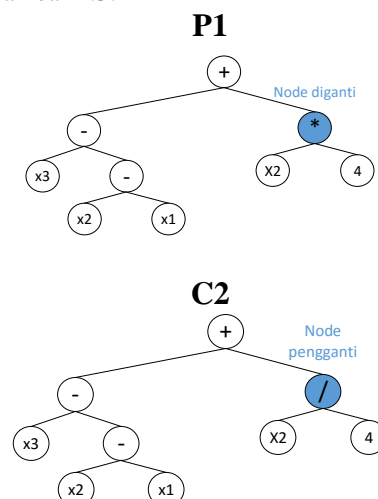 P1
+
Node diganti
-
*
x3
-
X2
4
x2
x1
C2
+
Node
pengganti
-
/
x3
-
X2
4
x2
x1